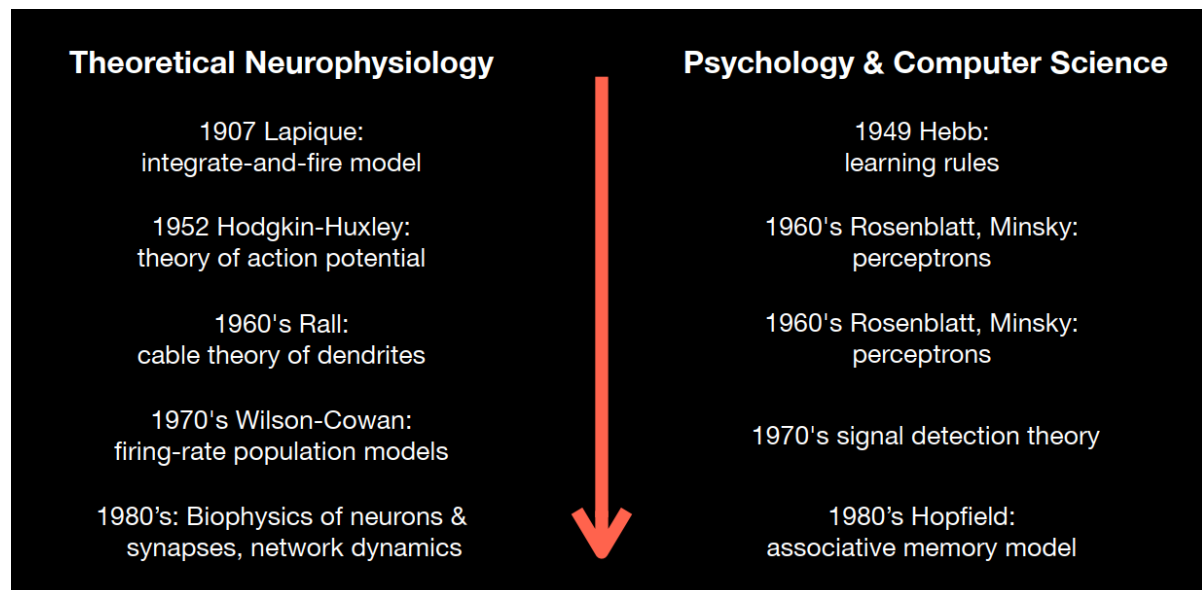 Theoretical Neurophysiology
1907 Lapique:
integrate-and-fire model
1952 Hodgkin-Huxley:
theory of action potential
1960's Rall:
cable theory of dendrites
1970's Wilson-Cowan:
firing-rate population models
1980’s: Biophysics of neurons &
synapses, network dynamics
Psychology & Computer Science
1949 Hebb:
learning rules
1960's Rosenblatt, Minsky:
perceptrons
1960's Rosenblatt, Minsky:
perceptrons
1970's signal detection theory
1980’s Hopfield:
associative memory model